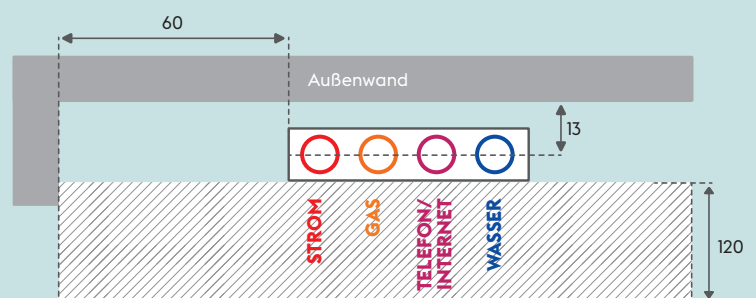 60
Außenwand
13
STROM
GAS
TELEFON/
INTERNET
WASSER
120